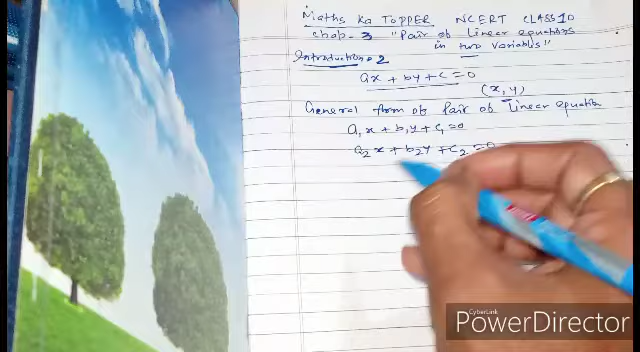 Maths Ka TOPPER NCERT CLASS 10
chap-3 "Pair of Linear equations
in two variables"
Introduction : 2
ax + by + c = 0
(x, y)
General form of Pair of linear equation
a₁x + b₁y + c₁ = 0
a₂x + b₂y + c₂ = 0
CyberLink
PowerDirector